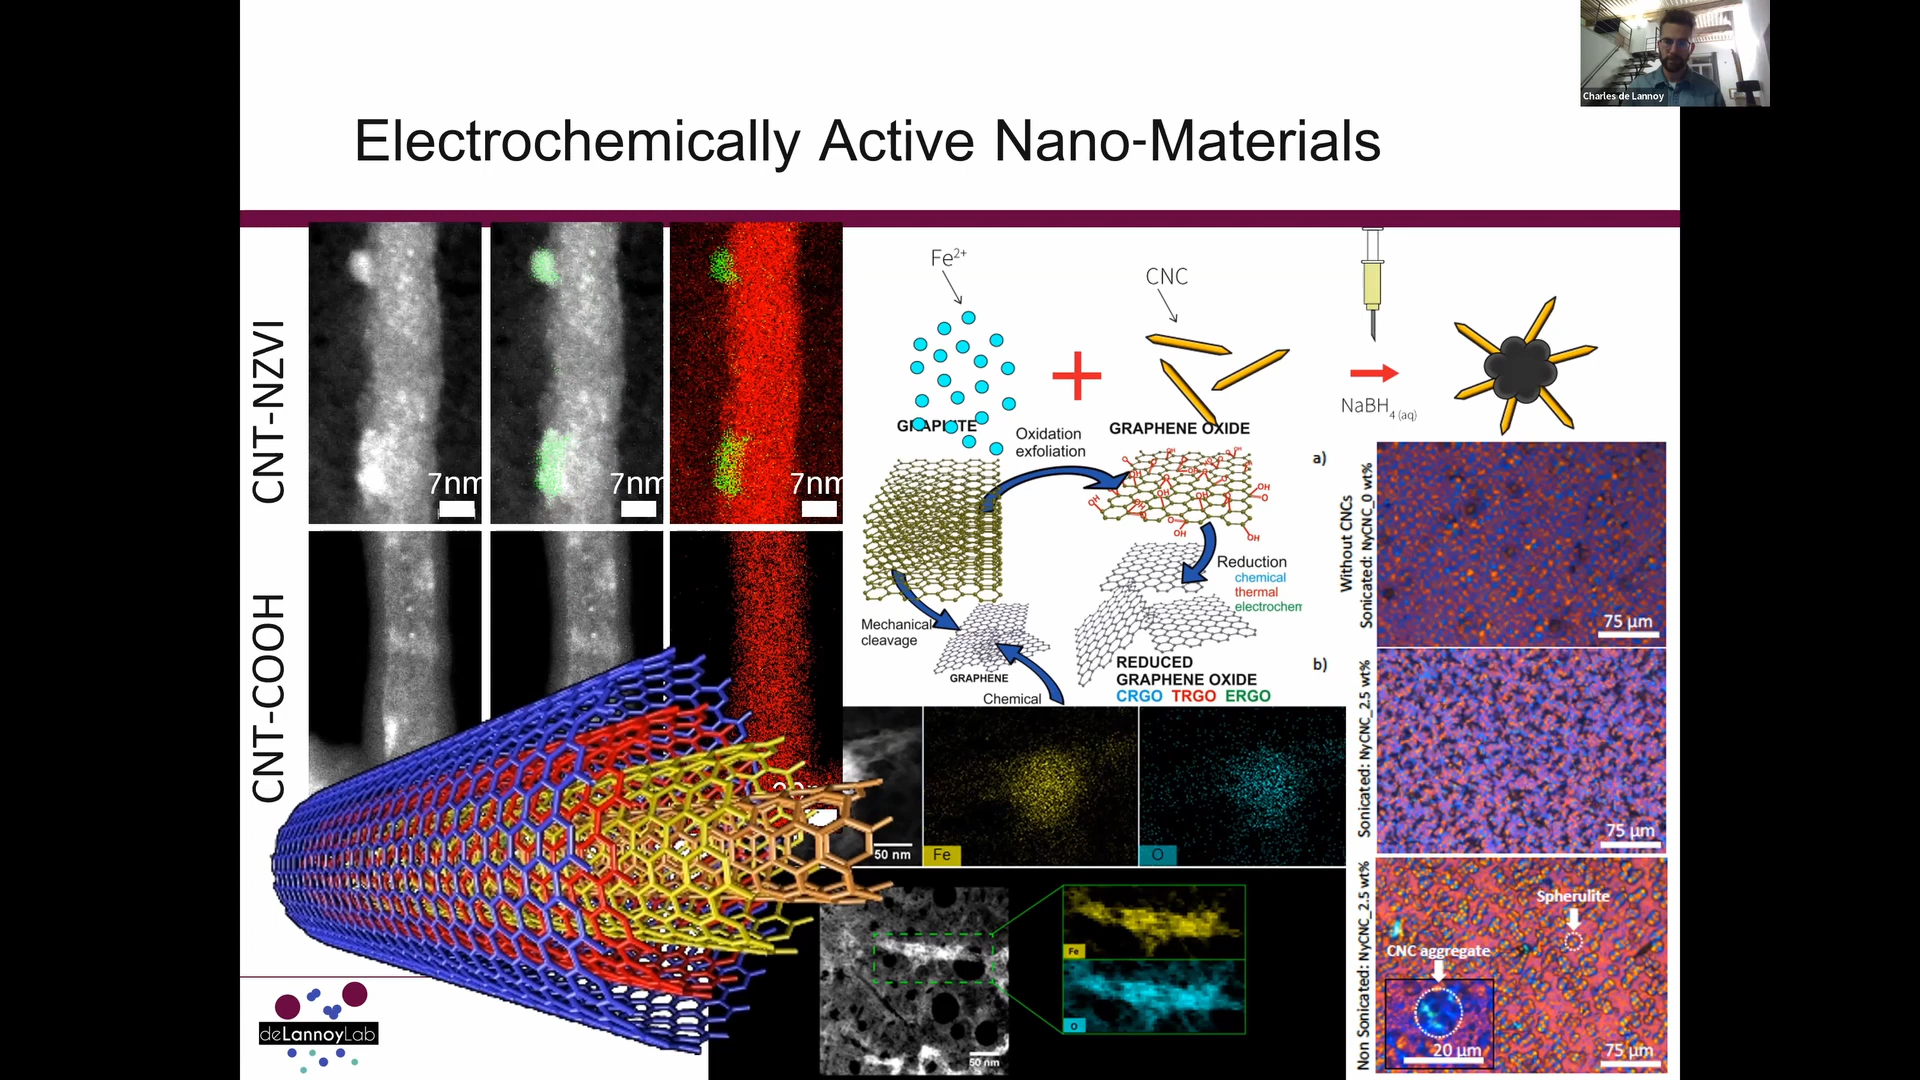 Charles de Lannoy
Electrochemically Active Nano-Materials
CNT-NZVI
7nm
7nm
7nm
CNT-COOH
Fe2+
CNC
NaBH4 (aq)
GRAPHITE
Oxidation
exfoliation
GRAPHENE OXIDE
Reduction
chemical
thermal
electrochem
Mechanical
cleavage
GRAPHENE
Chemical
REDUCED
GRAPHENE OXIDE
CRGO TRGO ERGO
a)
Without CNCs
Sonicated: NyCNC_0 wt%
75 µm
b)
Sonicated: NyCNC_2.5 wt%
75 µm
Non Sonicated: NyCNC_2.5 wt%
Spherulite
CNC aggregate
20 µm
75 µm
50 nm
Fe
O
Fe
O
50 nm
deLannoyLab